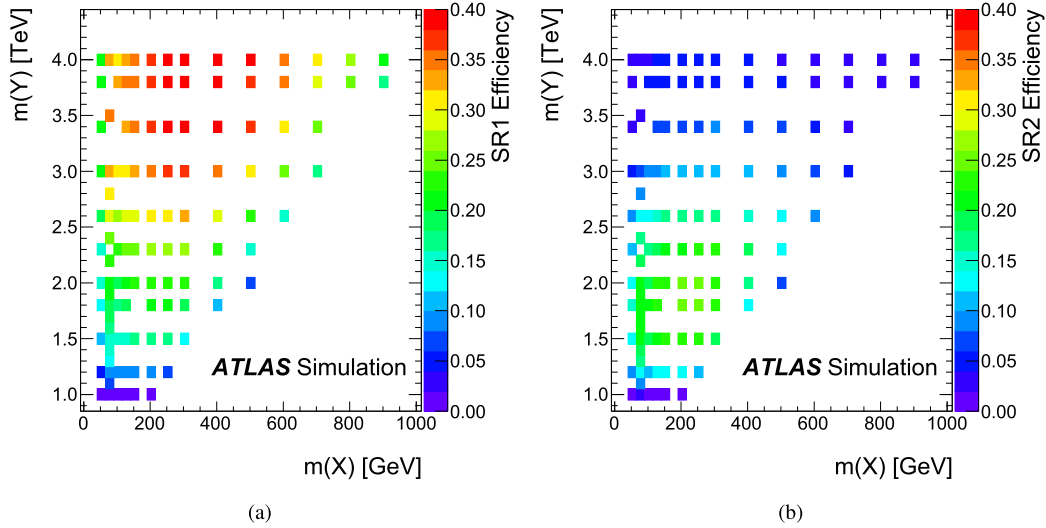 m(Y) [TeV]
4.0
3.5
3.0
2.5
2.0
1.5
1.0
0 200 400 600 800 1000
m(X) [GeV]
ATLAS Simulation
0.40
0.35
0.30
0.25
0.20
0.15
0.10
0.05
0.00
SR1 Efficiency
(a)
m(Y) [TeV]
4.0
3.5
3.0
2.5
2.0
1.5
1.0
0 200 400 600 800 1000
m(X) [GeV]
ATLAS Simulation
0.40
0.35
0.30
0.25
0.20
0.15
0.10
0.05
0.00
SR2 Efficiency
(b)